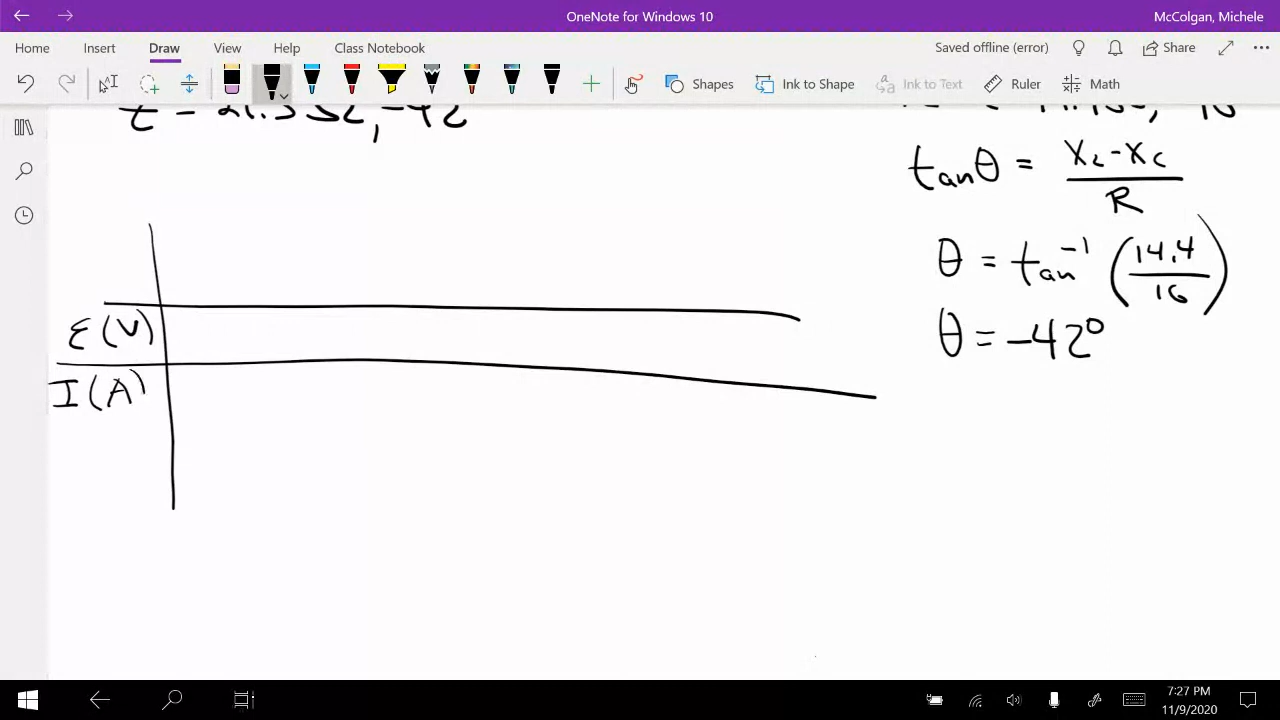 OneNote for Windows 10
McColgan, Michele
Home Insert Draw View Help Class Notebook
Saved offline (error) Share
Shapes Ink to Shape Ink to Text Ruler Math
tanθ = XL-XC / R
θ = tan⁻¹ (14.4 / 16)
θ = -42°
ε(V)
I(A)
7:27 PM
11/9/2020